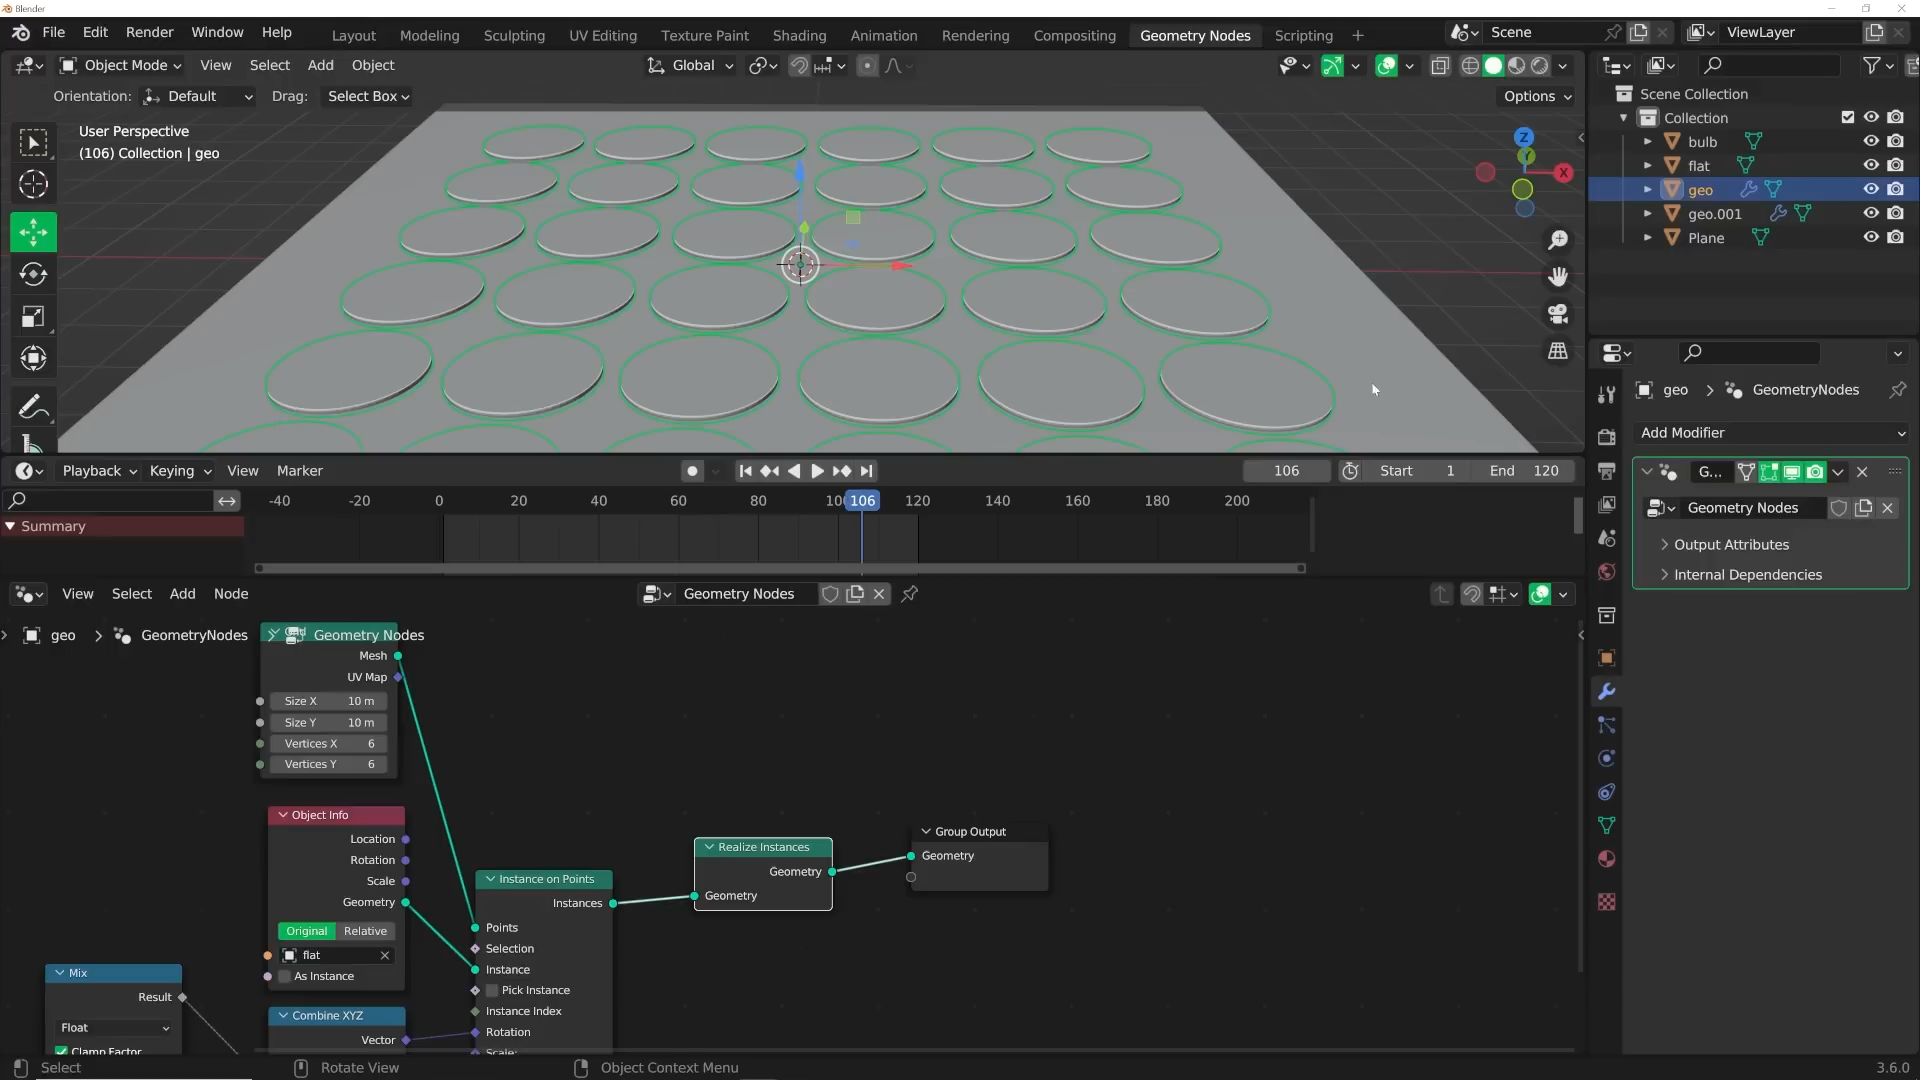 Blender
File Edit Render Window Help Layout Modeling Sculpting UV Editing Texture Paint Shading Animation Rendering Compositing Geometry Nodes Scripting + Scene ViewLayer
Object Mode View Select Add Object Global
Orientation: Default Drag: Select Box Options
User Perspective
(106) Collection | geo
Z
Y
X
Scene Collection
Collection
bulb
flat
geo
geo.001
Plane
geo > GeometryNodes
Add Modifier
G...
Geometry Nodes
Output Attributes
Internal Dependencies
Playback Keying View Marker 106 Start 1 End 120
-40 -20 0 20 40 60 80 100 106 120 140 160 180 200
Summary
View Select Add Node Geometry Nodes
geo > GeometryNodes > Geometry Nodes
Mesh
UV Map
Size X 10 m
Size Y 10 m
Vertices X 6
Vertices Y 6
Object Info
Location
Rotation
Scale
Geometry
Original Relative
flat
As Instance
Combine XYZ
Vector
Mix
Result
Float
Clamp Factor
Instance on Points
Instances
Points
Selection
Instance
Pick Instance
Instance Index
Rotation
Scale:
Realize Instances
Geometry
Geometry
Group Output
Geometry
Select Rotate View Object Context Menu 3.6.0